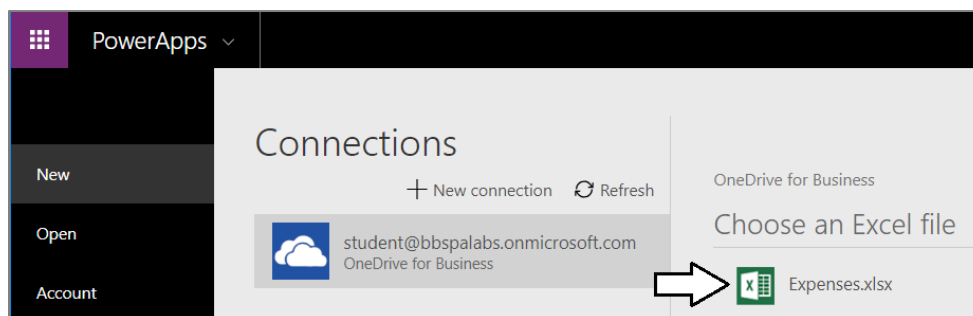 PowerApps
New
Open
Account
Connections
New connection
Refresh
student@bbspalabs.onmicrosoft.com
OneDrive for Business
OneDrive for Business
Choose an Excel file
Expenses.xlsx